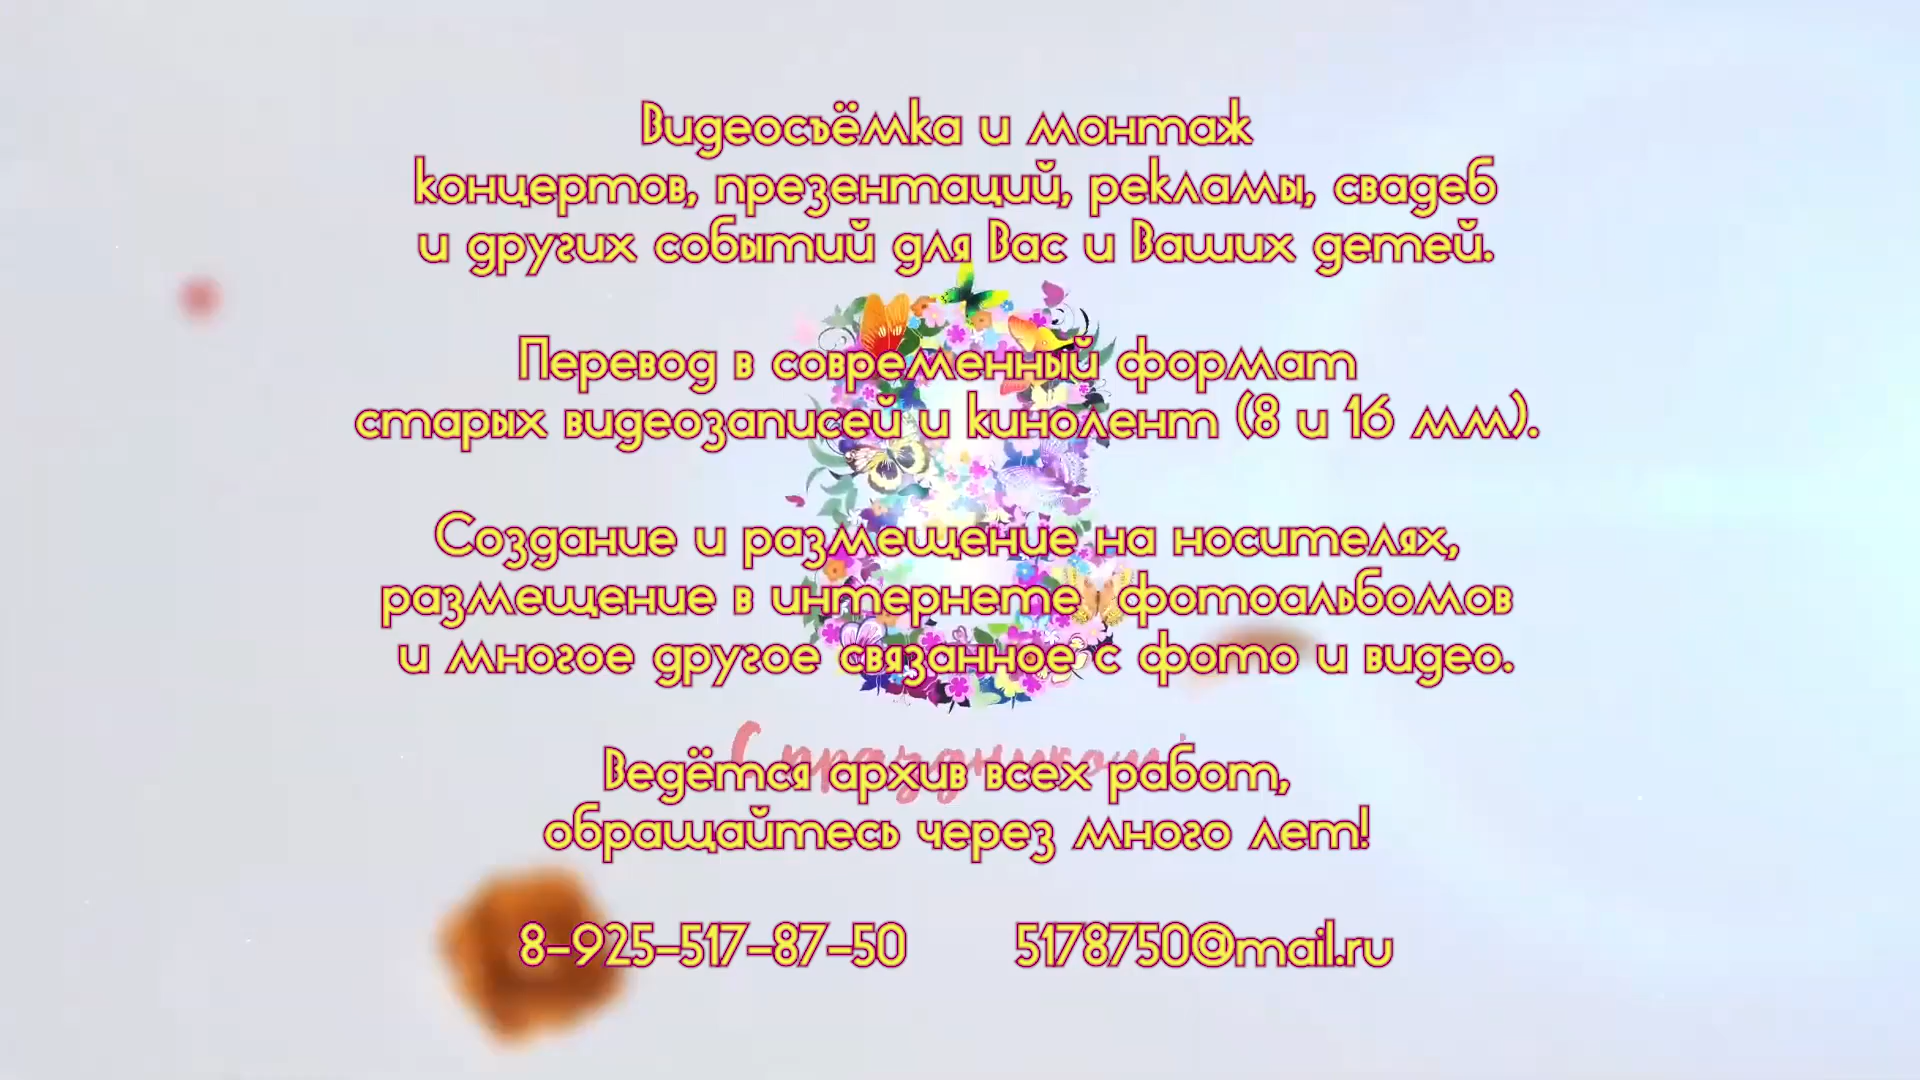 Видеосъёмка и монтаж
концертов, презентаций, рекламы, свадеб
и других событий для Вас и Ваших детей.
Перевод в современный формат
старых видеозаписей и кинолент (8 и 16 мм).
Создание и размещение на носителях,
размещение в интернете, фотоальбомов
и многое другое связанное с фото и видео.
С праздником!
Ведётся архив всех работ,
обращайтесь через много лет!
8-925-517-87-50 5178750@mail.ru